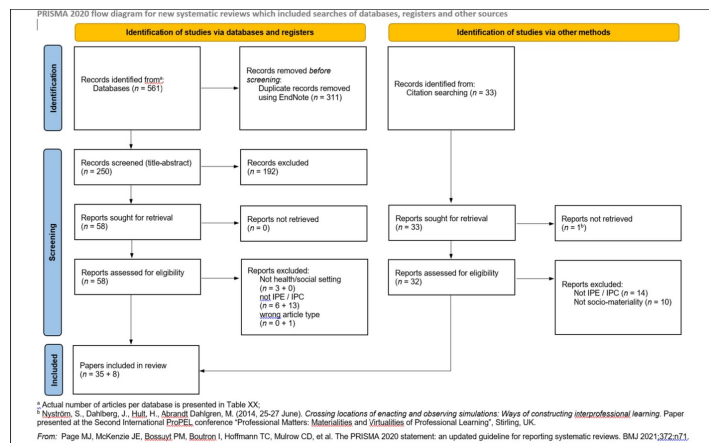 PRISMA 2020 flow diagram for new systematic reviews which included searches of databases, registers and other sources
Identification of studies via databases and registers
Identification of studies via other methods
Identification
Records identified fromª:
Databases (n = 561)
Records removed before
screening:
Duplicate records removed
using EndNote (n = 311)
Records identified from:
Citation searching (n = 33)
Screening
Records screened (title-abstract)
(n = 250)
Records excluded
(n = 192)
Reports sought for retrieval
(n = 58)
Reports not retrieved
(n = 0)
Reports sought for retrieval
(n = 33)
Reports not retrieved
(n = 1ᵇ)
Reports assessed for eligibility
(n = 58)
Reports excluded:
Not health/social setting
(n = 3 + 0)
not IPE / IPC
(n = 6 + 13)
wrong article type
(n = 0 + 1)
Reports assessed for eligibility
(n = 32)
Reports excluded:
Not IPE / IPC (n = 14)
Not socio-materiality (n = 10)
Included
Papers included in review
(n = 35 + 8)
ª Actual number of articles per database is presented in Table XX;
ᵇ Nyström, S., Dahlberg, J., Hult, H., Abrandt Dahlgren, M. (2014, 25-27 June). Crossing locations of enacting and observing simulations: Ways of constructing interprofessional learning. Paper
presented at the Second International ProPEL conference "Professional Matters: Materialities and Virtualities of Professional Learning", Stirling, UK.
From: Page MJ, McKenzie JE, Bossuyt PM, Boutron I, Hoffmann TC, Mulrow CD, et al. The PRISMA 2020 statement: an updated guideline for reporting systematic reviews. BMJ 2021;372:n71.